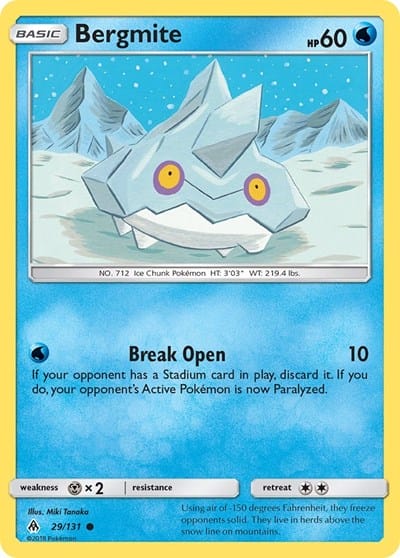 BASIC Bergmite HP60
NO. 712 Ice Chunk Pokémon HT: 3'03" WT: 219.4 lbs.
Break Open 10
If your opponent has a Stadium card in play, discard it. If you
do, your opponent's Active Pokémon is now Paralyzed.
weakness × 2 resistance retreat
Illus. Miki Tanaka
29/131
©2018 Pokémon
Using air of -150 degrees Fahrenheit, they freeze
opponents solid. They live in herds above the
snow line on mountains.